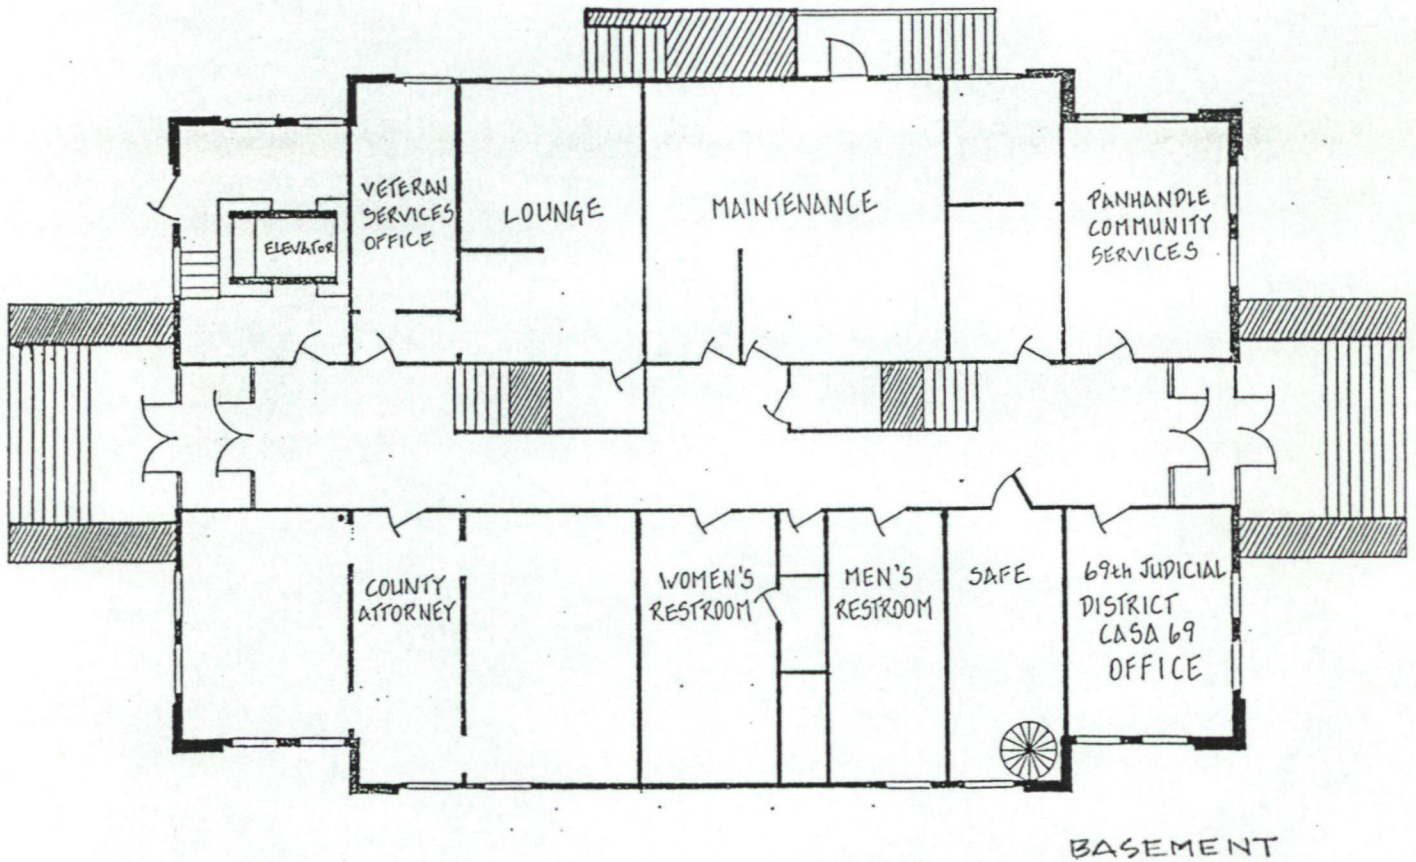 VETERAN
SERVICES
OFFICE
ELEVATOR
LOUNGE
MAINTENANCE
PANHANDLE
COMMUNITY
SERVICES
COUNTY
ATTORNEY
WOMEN'S
RESTROOM
MEN'S
RESTROOM
SAFE
69th JUDICIAL
DISTRICT
CASA 69
OFFICE
BASEMENT